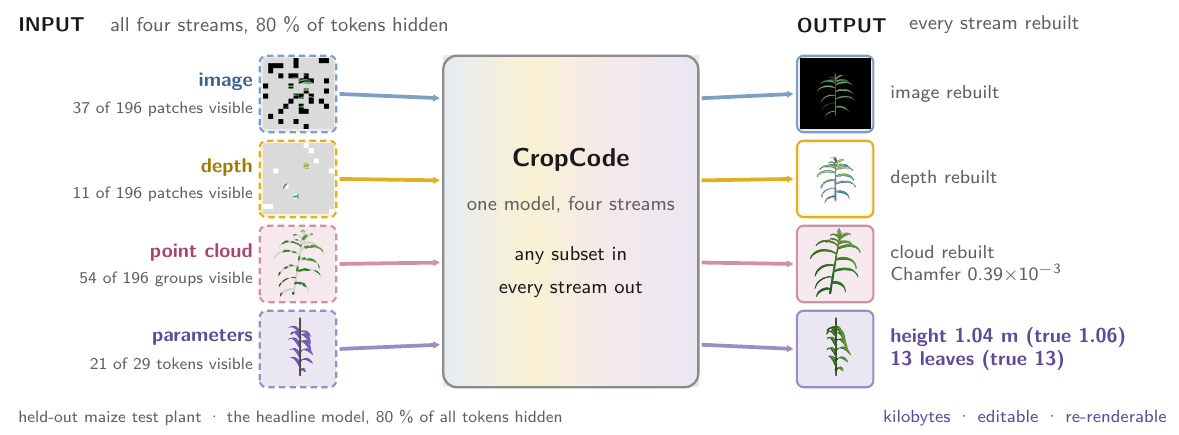 INPUT all four streams, 80 % of tokens hidden
OUTPUT every stream rebuilt
image
37 of 196 patches visible
depth
11 of 196 patches visible
point cloud
54 of 196 groups visible
parameters
21 of 29 tokens visible
CropCode
one model, four streams
any subset in
every stream out
image rebuilt
depth rebuilt
cloud rebuilt
Chamfer 0.39×10⁻³
height 1.04 m (true 1.06)
13 leaves (true 13)
held-out maize test plant · the headline model, 80 % of all tokens hidden
kilobytes · editable · re-renderable